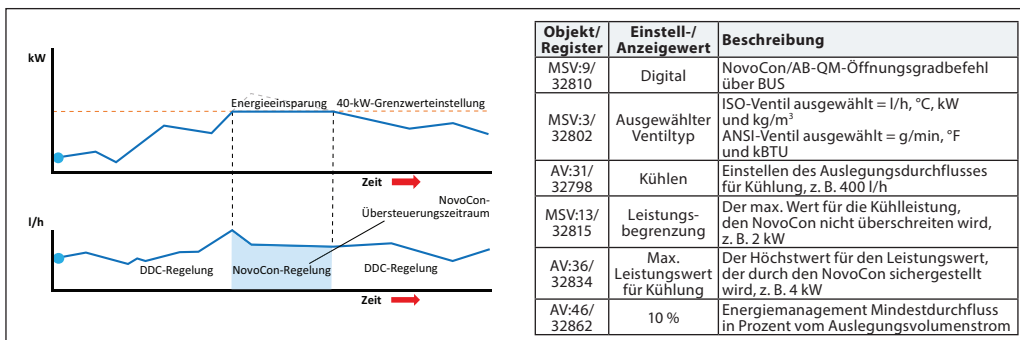 kW
Energieeinsparung
40-kW-Grenzwerteinstellung
Zeit
NovoCon-
Übersteuerungszeitraum
l/h
DDC-Regelung
NovoCon-Regelung
DDC-Regelung
Zeit
Objekt/
Register
Einstell-/
Anzeigewert
Beschreibung
MSV:9/
32810
Digital
NovoCon/AB-QM-Öffnungsgradbefehl
über BUS
MSV:3/
32802
Ausgewählter
Ventiltyp
ISO-Ventil ausgewählt = l/h, °C, kW
und kg/m³
ANSI-Ventil ausgewählt = g/min, °F
und kBTU
AV:31/
32798
Kühlen
Einstellen des Auslegungsdurchflusses
für Kühlung, z. B. 400 l/h
MSV:13/
32815
Leistungs-
begrenzung
Der max. Wert für die Kühlleistung,
den NovoCon nicht überschreiten wird,
z. B. 2 kW
AV:36/
32834
Max.
Leistungswert
für Kühlung
Der Höchstwert für den Leistungswert,
der durch den NovoCon sichergestellt
wird, z. B. 4 kW
AV:46/
32862
10 %
Energiemanagement Mindestdurchfluss
in Prozent vom Auslegungsvolumenstrom